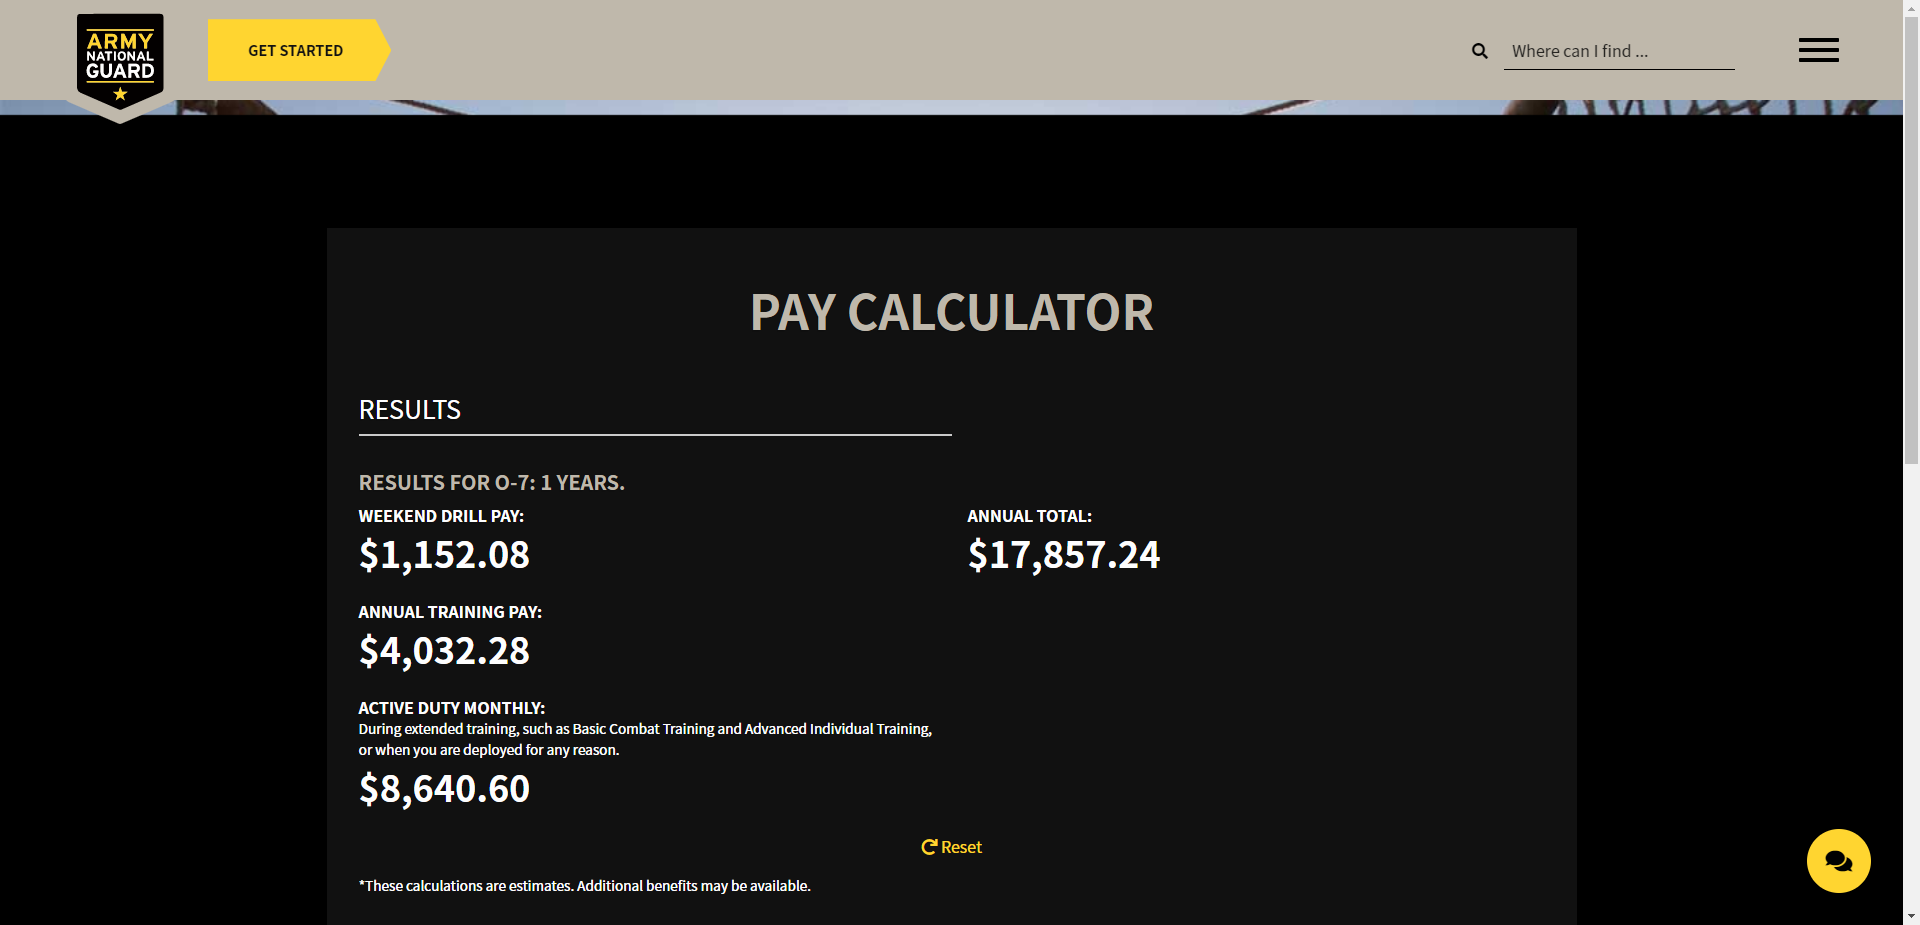 ARMY
NATIONAL
GUARD
GET STARTED
Where can I find ...
PAY CALCULATOR
RESULTS
RESULTS FOR O-7: 1 YEARS.
WEEKEND DRILL PAY:
$1,152.08
ANNUAL TOTAL:
$17,857.24
ANNUAL TRAINING PAY:
$4,032.28
ACTIVE DUTY MONTHLY:
During extended training, such as Basic Combat Training and Advanced Individual Training,
or when you are deployed for any reason.
$8,640.60
Reset
*These calculations are estimates. Additional benefits may be available.